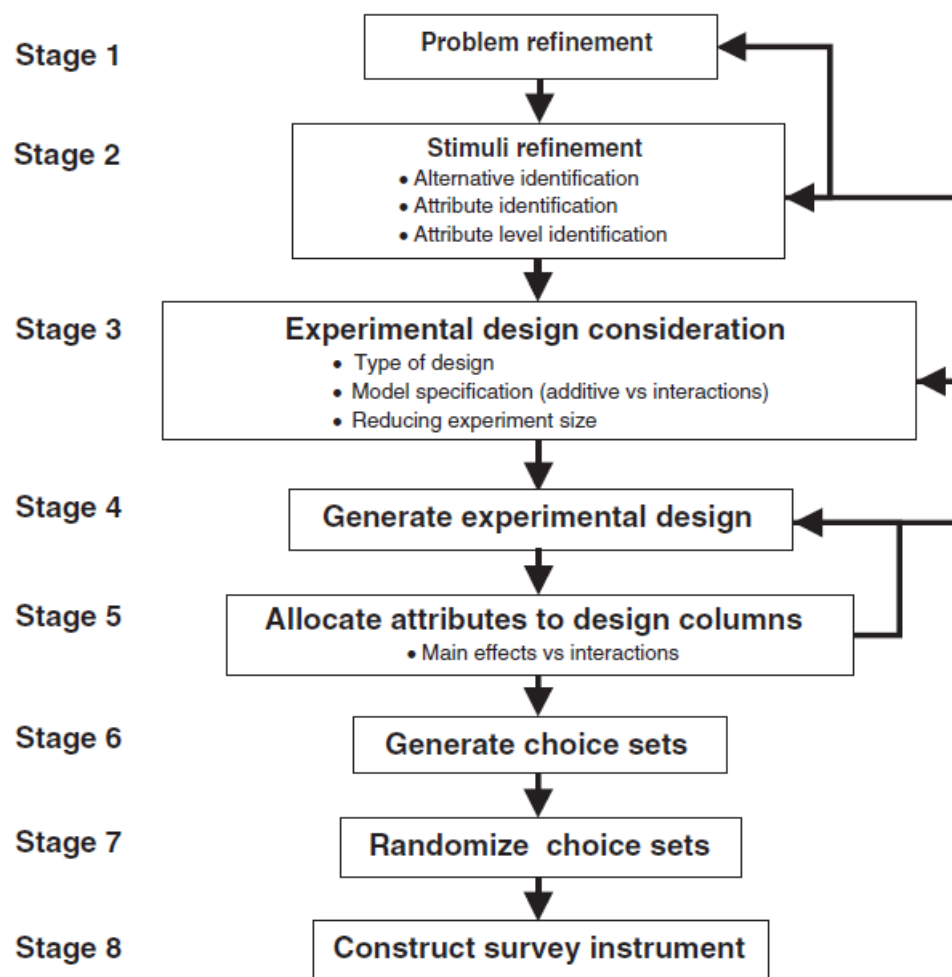 Stage 1
Problem refinement
Stage 2
Stimuli refinement
• Alternative identification
• Attribute identification
• Attribute level identification
Stage 3
Experimental design consideration
• Type of design
• Model specification (additive vs interactions)
• Reducing experiment size
Stage 4
Generate experimental design
Stage 5
Allocate attributes to design columns
• Main effects vs interactions
Stage 6
Generate choice sets
Stage 7
Randomize choice sets
Stage 8
Construct survey instrument